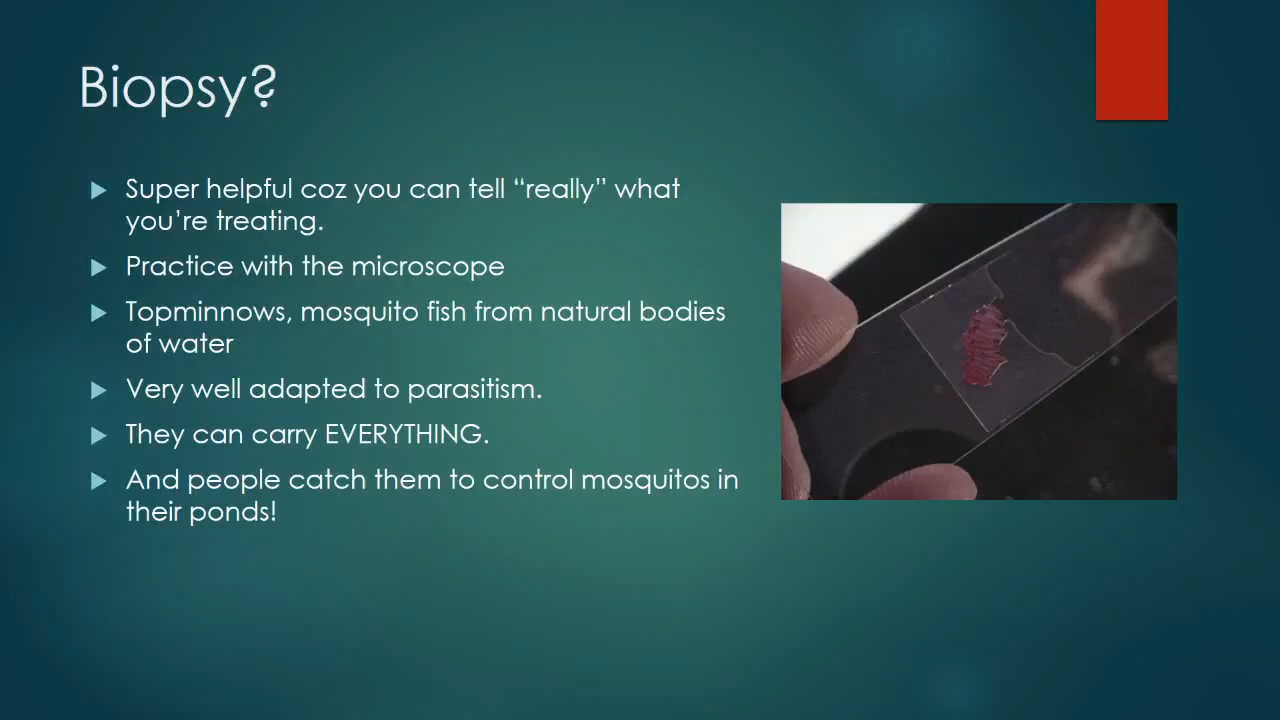 Biopsy?
Super helpful coz you can tell “really” what
you’re treating.
Practice with the microscope
Topminnows, mosquito fish from natural bodies
of water
Very well adapted to parasitism.
They can carry EVERYTHING.
And people catch them to control mosquitos in
their ponds!